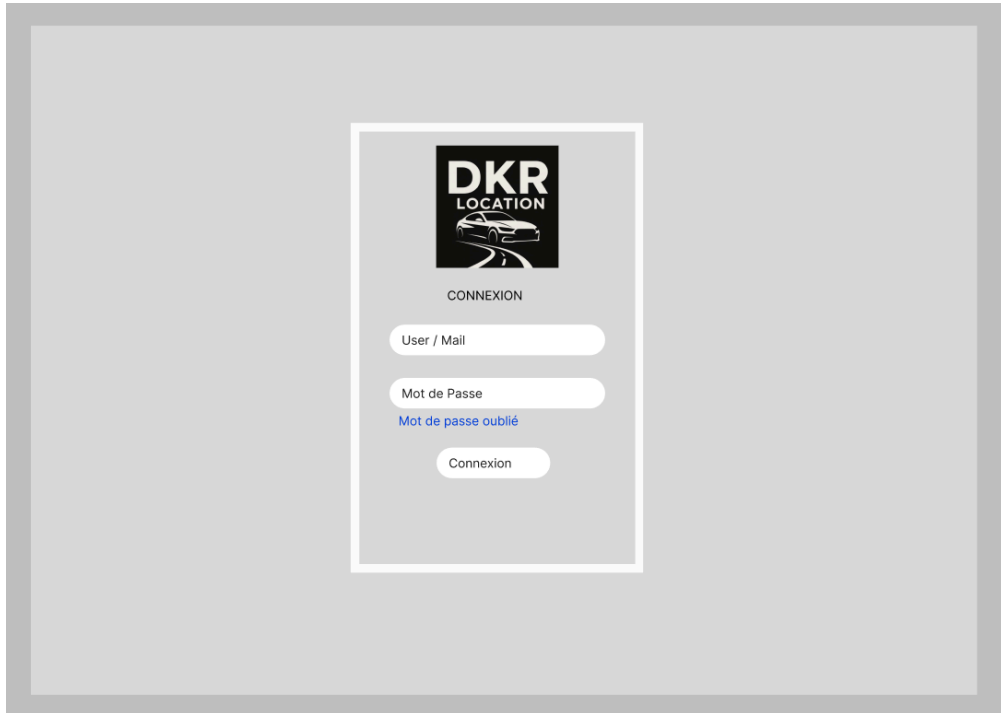 DKR
LOCATION
CONNEXION
User / Mail
Mot de Passe
Mot de passe oublié
Connexion